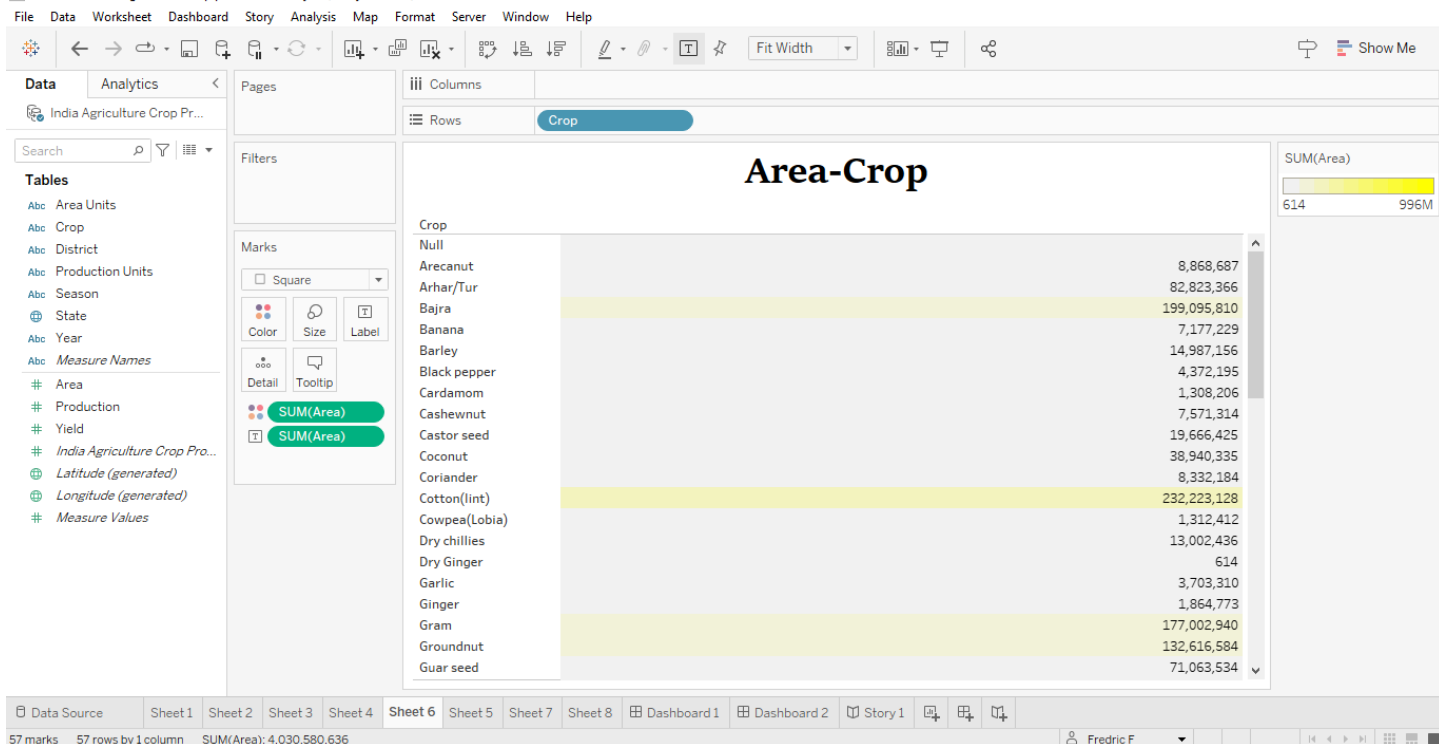 File Data Worksheet Dashboard Story Analysis Map Format Server Window Help
Fit Width
Show Me
Data Analytics
India Agriculture Crop Pr...
Search
Tables
Abc Area Units
Abc Crop
Abc District
Abc Production Units
Abc Season
State
Abc Year
Abc Measure Names
# Area
# Production
# Yield
# India Agriculture Crop Pro...
Latitude (generated)
Longitude (generated)
# Measure Values
Pages
Filters
Marks
Square
Color Size Label
Detail Tooltip
SUM(Area)
SUM(Area)
Columns
Rows Crop
Area-Crop
Crop
Null
Arecanut 8,868,687
Arhar/Tur 82,823,366
Bajra 199,095,810
Banana 7,177,229
Barley 14,987,156
Black pepper 4,372,195
Cardamom 1,308,206
Cashewnut 7,571,314
Castor seed 19,666,425
Coconut 38,940,335
Coriander 8,332,184
Cotton(lint) 232,223,128
Cowpea(Lobia) 1,312,412
Dry chillies 13,002,436
Dry Ginger 614
Garlic 3,703,310
Ginger 1,864,773
Gram 177,002,940
Groundnut 132,616,584
Guar seed 71,063,534
SUM(Area)
614 996M
Data Source Sheet 1 Sheet 2 Sheet 3 Sheet 4 Sheet 6 Sheet 5 Sheet 7 Sheet 8 Dashboard 1 Dashboard 2 Story 1
57 marks 57 rows by 1 column SUM(Area): 4,030,580,636 Fredric F